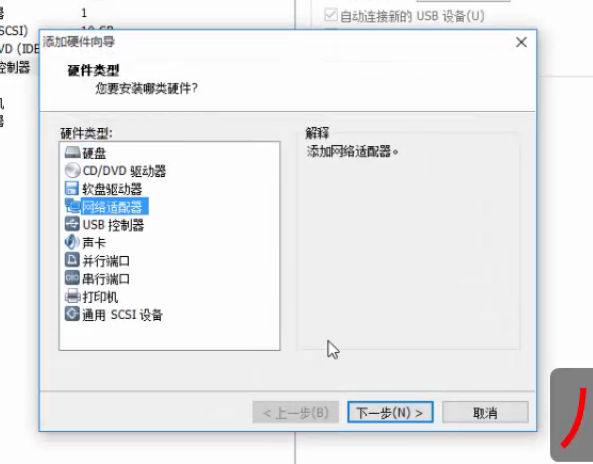 1
自动连接新的 USB 设备(U)
SCSI)
VD (IDE
控制器
添加硬件向导
硬件类型
您要安装哪类硬件?
硬件类型:
硬盘
CD/DVD 驱动器
软盘驱动器
网络适配器
USB 控制器
声卡
并行端口
串行端口
打印机
通用 SCSI 设备
解释
添加网络适配器。
< 上一步(B)
下一步(N) >
取消